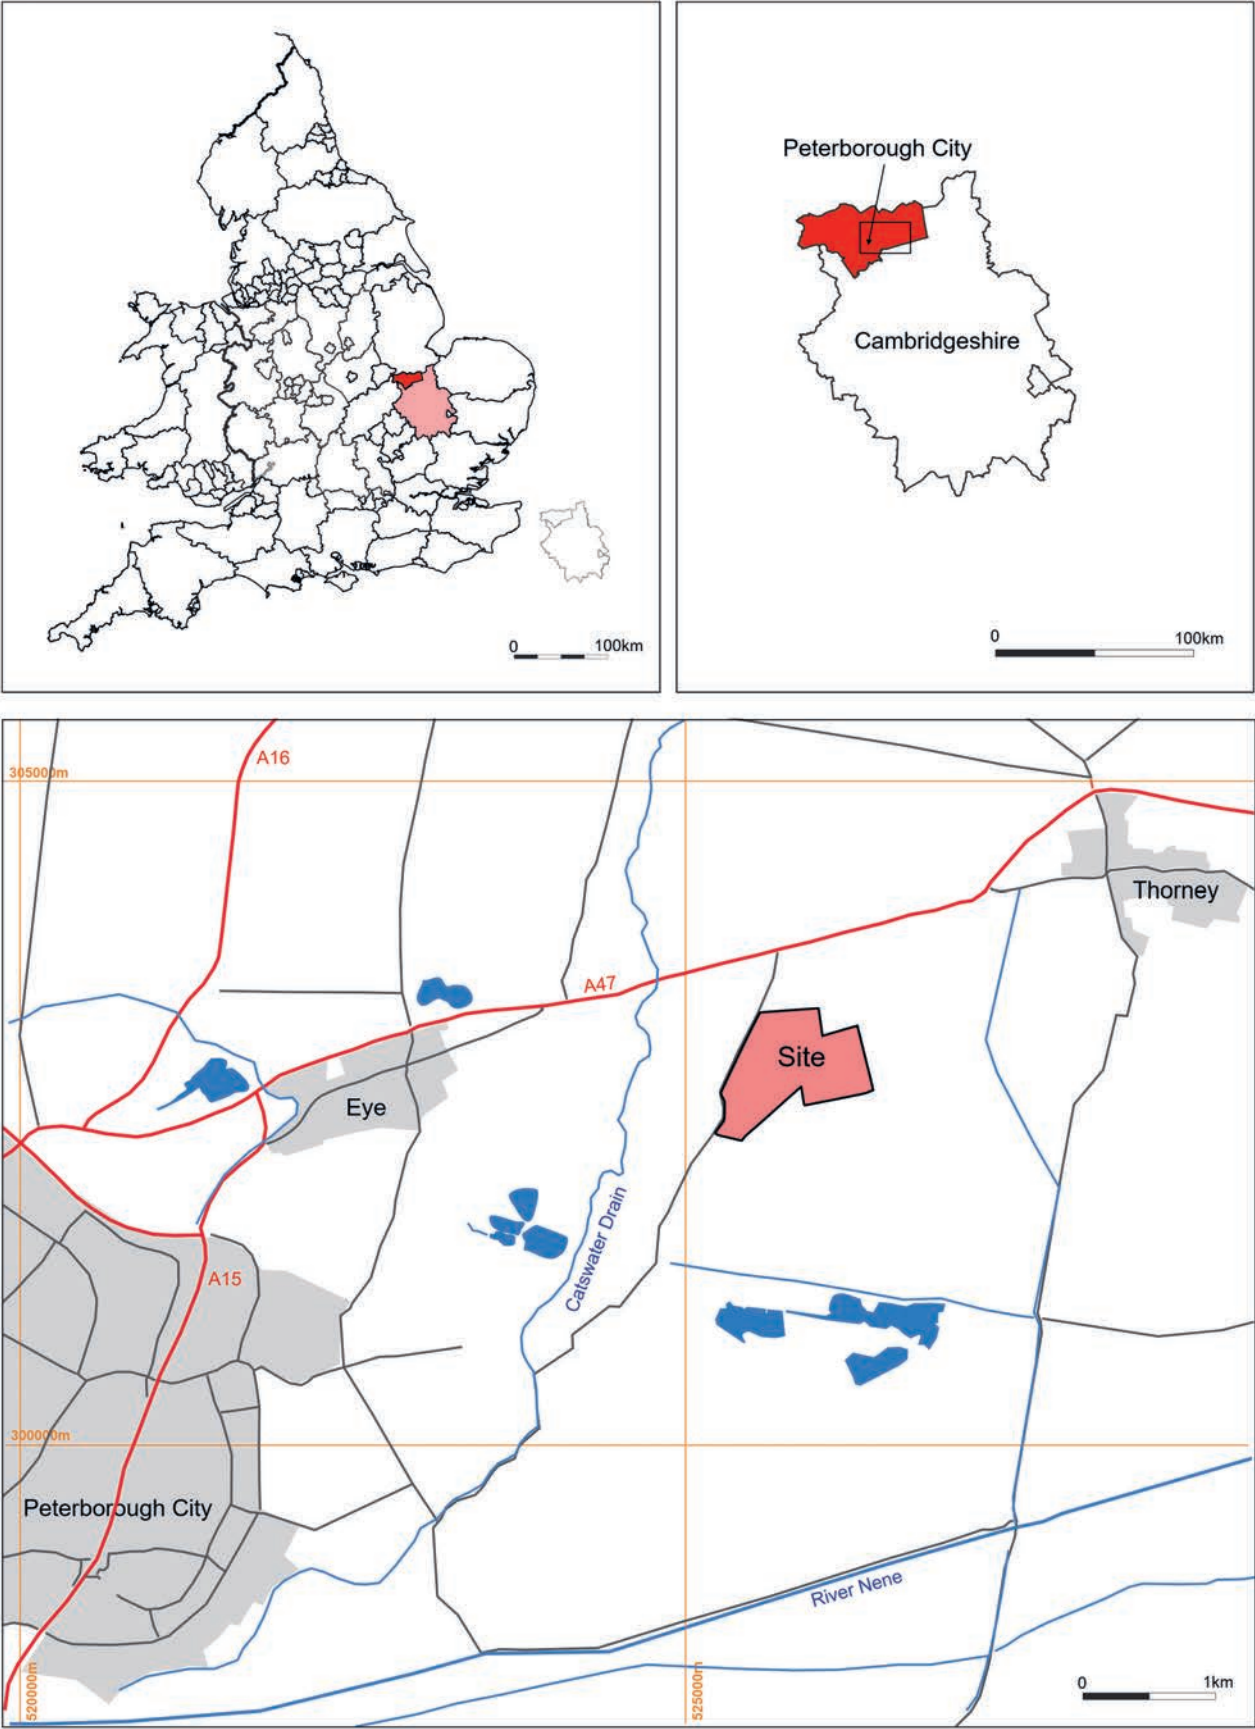 0 100km
Peterborough City
Cambridgeshire
0 100km
A16
305000m
Thorney
A47
Site
Eye
Catswater Drain
A15
300000m
Peterborough City
River Nene
520000m
525000m
0 1km